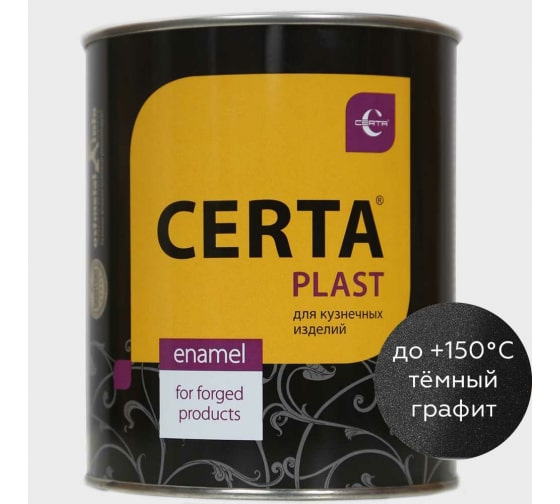 CERTA
CERTA®
PLAST
для кузнечных
изделий
enamel
for forged
products
до +150°C
тёмный
графит